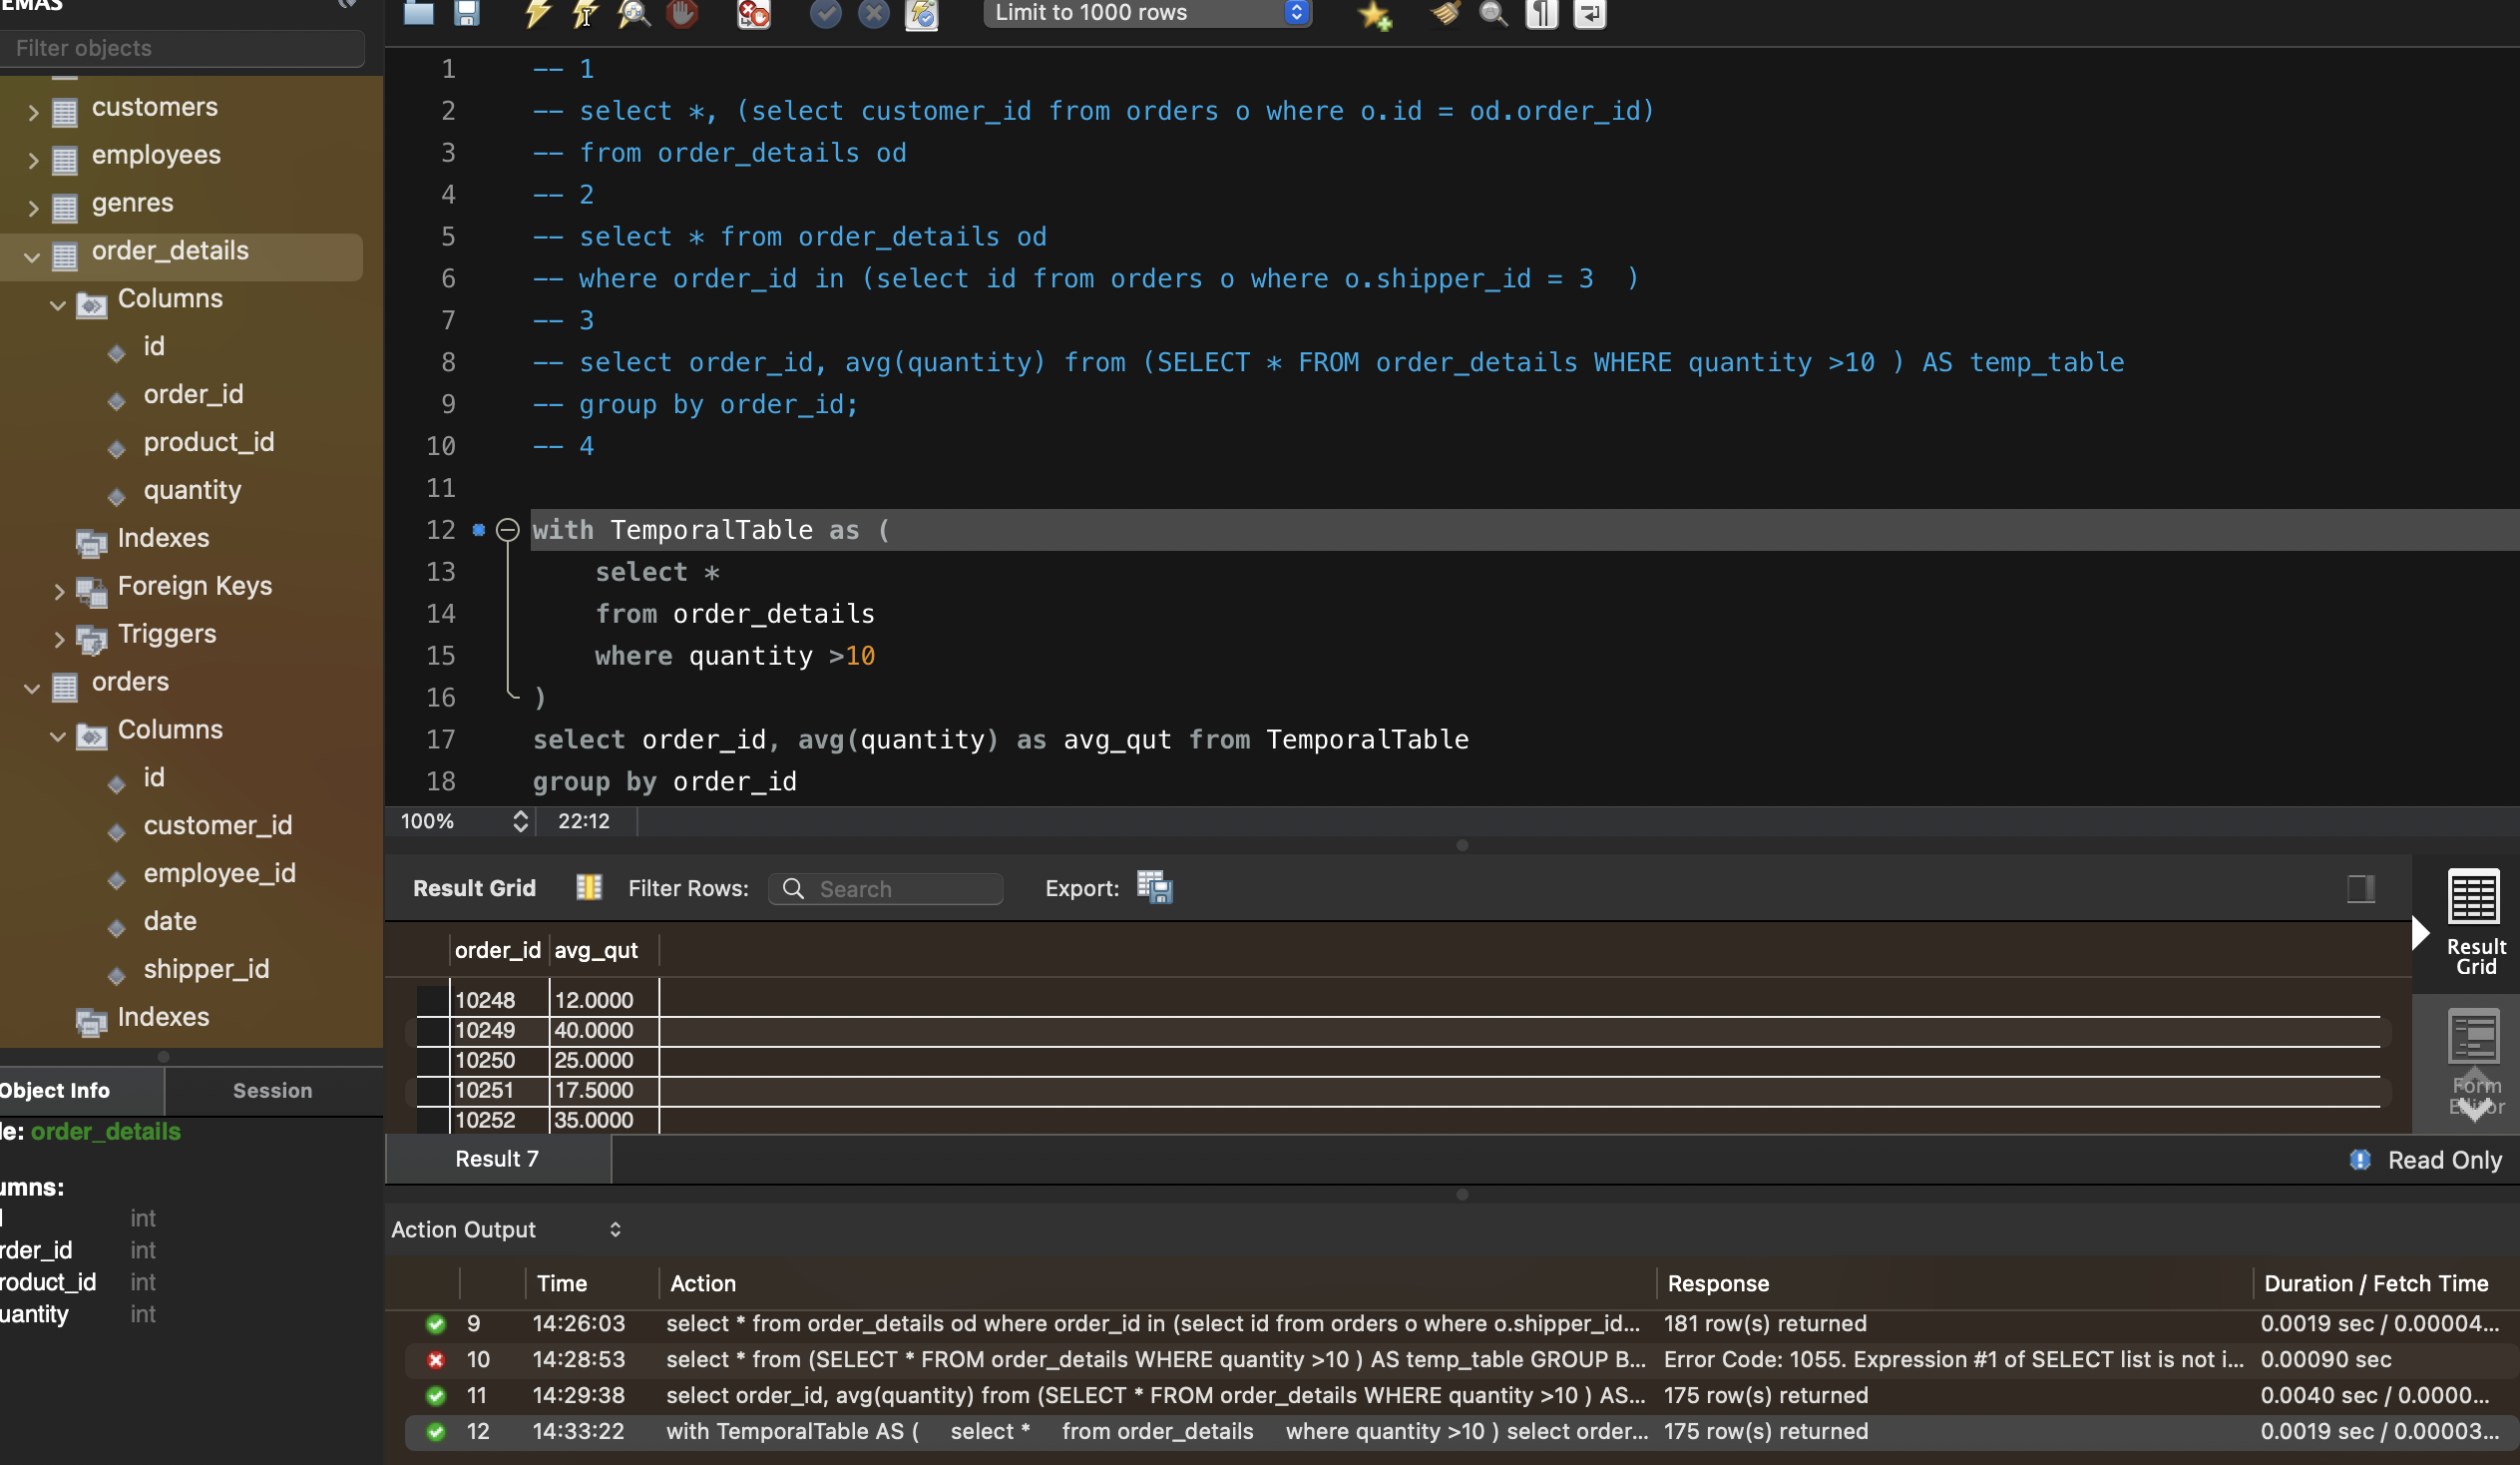 EMAS
Filter objects
customers
employees
genres
order_details
Columns
id
order_id
product_id
quantity
Indexes
Foreign Keys
Triggers
orders
Columns
id
customer_id
employee_id
date
shipper_id
Indexes
Object Info
Session
le: order_details
umns:
int
rder_id int
roduct_id int
uantity int
Limit to 1000 rows
1 -- 1
2 -- select *, (select customer_id from orders o where o.id = od.order_id)
3 -- from order_details od
4 -- 2
5 -- select * from order_details od
6 -- where order_id in (select id from orders o where o.shipper_id = 3  )
7 -- 3
8 -- select order_id, avg(quantity) from (SELECT * FROM order_details WHERE quantity >10 ) AS temp_table
9 -- group by order_id;
10 -- 4
11
12 with TemporalTable as (
13     select *
14     from order_details
15     where quantity >10
16 )
17 select order_id, avg(quantity) as avg_qut from TemporalTable
18 group by order_id
100% 22:12
Result Grid Filter Rows: Search Export:
order_id avg_qut
10248 12.0000
10249 40.0000
10250 25.0000
10251 17.5000
10252 35.0000
Result Grid
Form Editor
Result 7
Read Only
Action Output
Time Action Response Duration / Fetch Time
9 14:26:03 select * from order_details od where order_id in (select id from orders o where o.shipper_id... 181 row(s) returned 0.0019 sec / 0.00004...
10 14:28:53 select * from (SELECT * FROM order_details WHERE quantity >10 ) AS temp_table GROUP B... Error Code: 1055. Expression #1 of SELECT list is not i... 0.00090 sec
11 14:29:38 select order_id, avg(quantity) from (SELECT * FROM order_details WHERE quantity >10 ) AS... 175 row(s) returned 0.0040 sec / 0.0000...
12 14:33:22 with TemporalTable AS (     select *     from order_details     where quantity >10 ) select order... 175 row(s) returned 0.0019 sec / 0.00003...